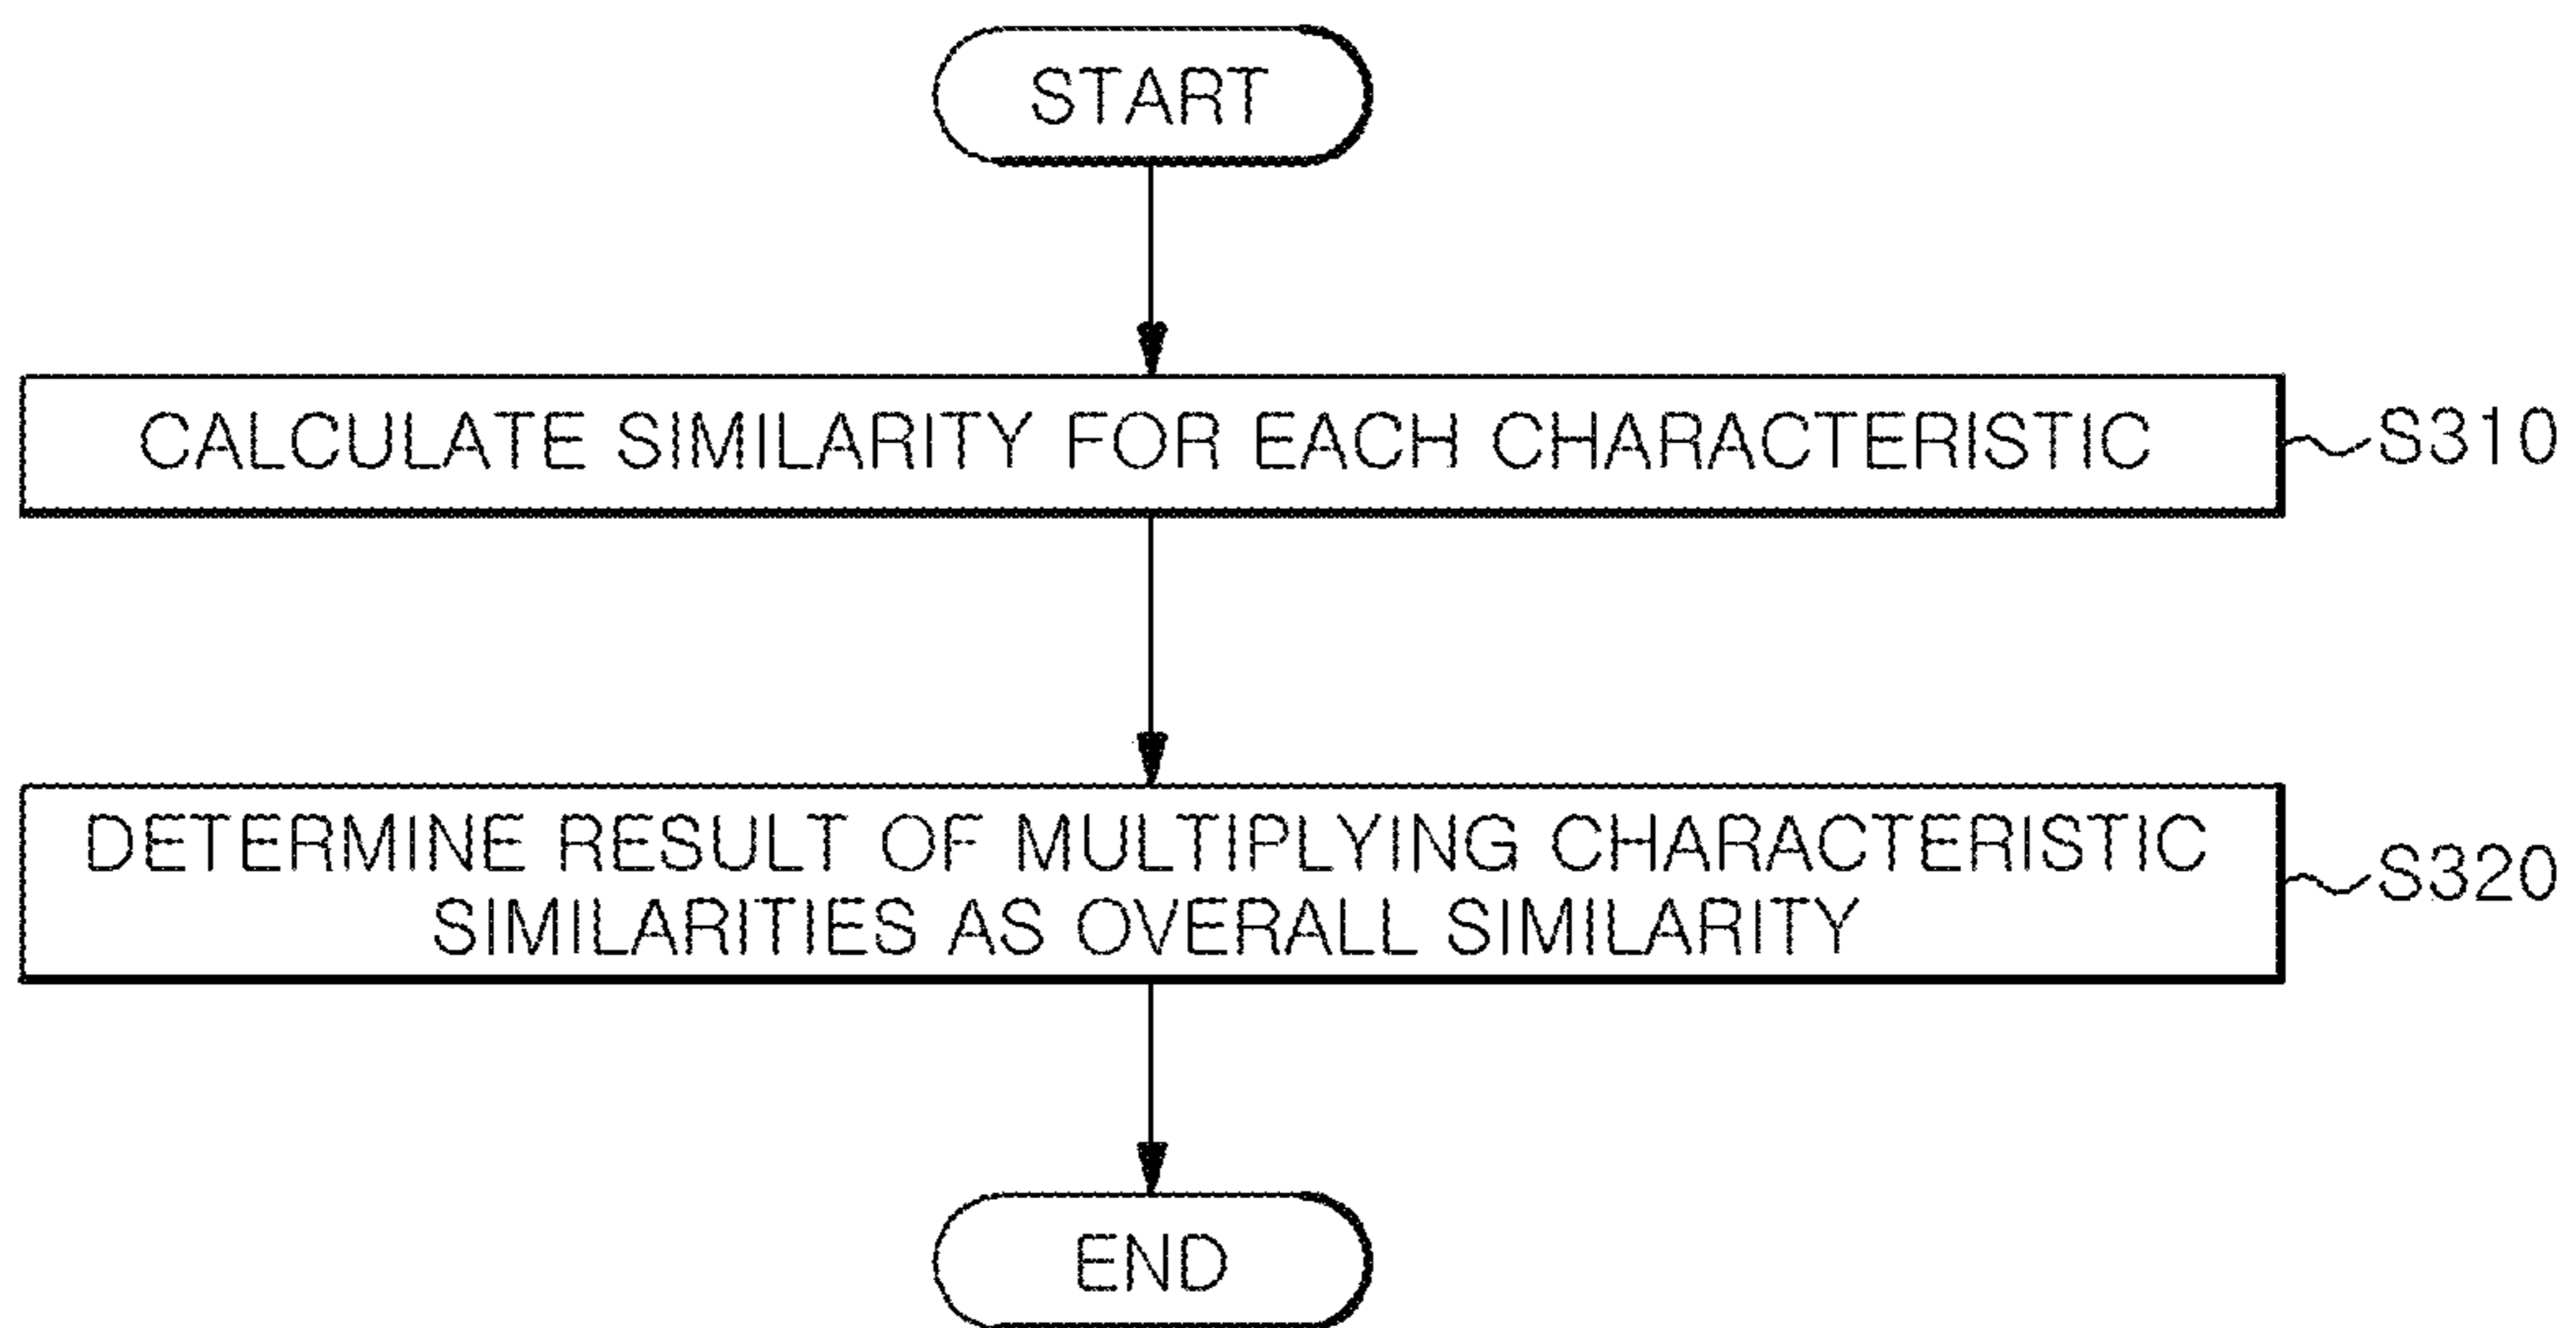 START
CALCULATE SIMILARITY FOR EACH CHARACTERISTIC
S310
DETERMINE RESULT OF MULTIPLYING CHARACTERISTIC
SIMILARITIES AS OVERALL SIMILARITY
S320
END